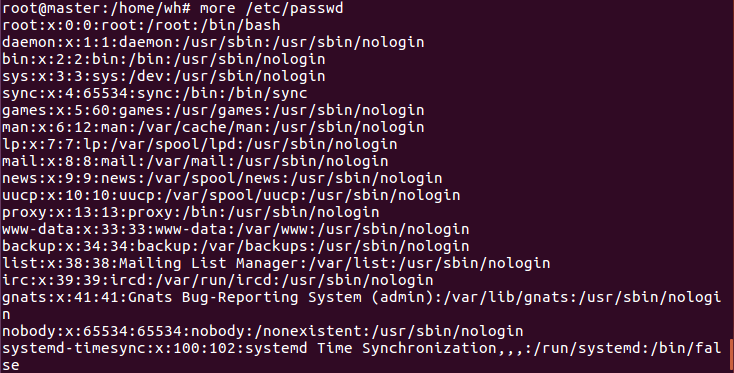 root@master:/home/wh# more /etc/passwd
root:x:0:0:root:/root:/bin/bash
daemon:x:1:1:daemon:/usr/sbin:/usr/sbin/nologin
bin:x:2:2:bin:/bin:/usr/sbin/nologin
sys:x:3:3:sys:/dev:/usr/sbin/nologin
sync:x:4:65534:sync:/bin:/bin/sync
games:x:5:60:games:/usr/games:/usr/sbin/nologin
man:x:6:12:man:/var/cache/man:/usr/sbin/nologin
lp:x:7:7:lp:/var/spool/lpd:/usr/sbin/nologin
mail:x:8:8:mail:/var/mail:/usr/sbin/nologin
news:x:9:9:news:/var/spool/news:/usr/sbin/nologin
uucp:x:10:10:uucp:/var/spool/uucp:/usr/sbin/nologin
proxy:x:13:13:proxy:/bin:/usr/sbin/nologin
www-data:x:33:33:www-data:/var/www:/usr/sbin/nologin
backup:x:34:34:backup:/var/backups:/usr/sbin/nologin
list:x:38:38:Mailing List Manager:/var/list:/usr/sbin/nologin
irc:x:39:39:ircd:/var/run/ircd:/usr/sbin/nologin
gnats:x:41:41:Gnats Bug-Reporting System (admin):/var/lib/gnats:/usr/sbin/nologi
n
nobody:x:65534:65534:nobody:/nonexistent:/usr/sbin/nologin
systemd-timesync:x:100:102:systemd Time Synchronization,,,:/run/systemd:/bin/fal
se